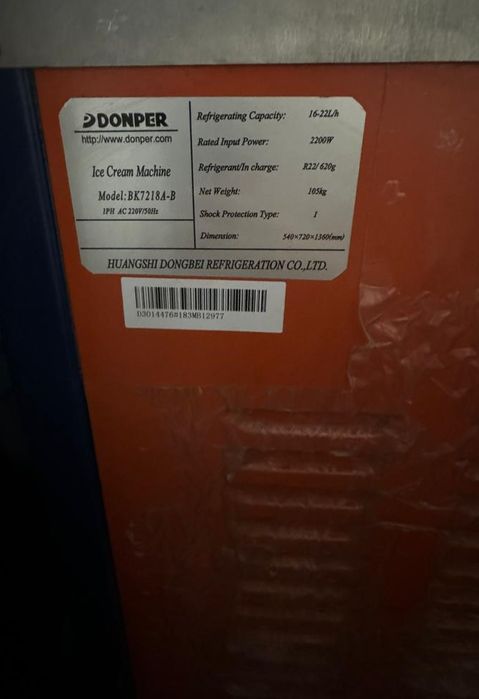 DONPER
http://www.donper.com
Ice Cream Machine
Model:BK7218A-B
1PH AC 220V/50Hz
Refrigerating Capacity: 16-22L/h
Rated Input Power: 2200W
Refrigerant/In charge: R22/620g
Net Weight: 105kg
Shock Protection Type: I
Dimension: 540×720×1360(mm)
HUANGSHI DONGBEI REFRIGERATION CO.,LTD.
D3014476#183MB12977